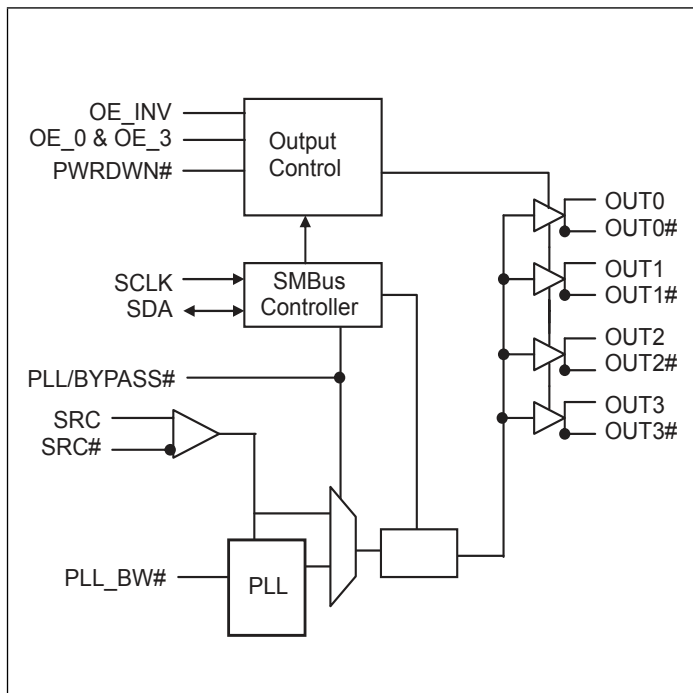 OE_INV
OE_0 & OE_3
PWRDWN#
Output
Control
SCLK
SDA
SMBus
Controller
PLL/BYPASS#
SRC
SRC#
PLL_BW#
PLL
OUT0
OUT0#
OUT1
OUT1#
OUT2
OUT2#
OUT3
OUT3#